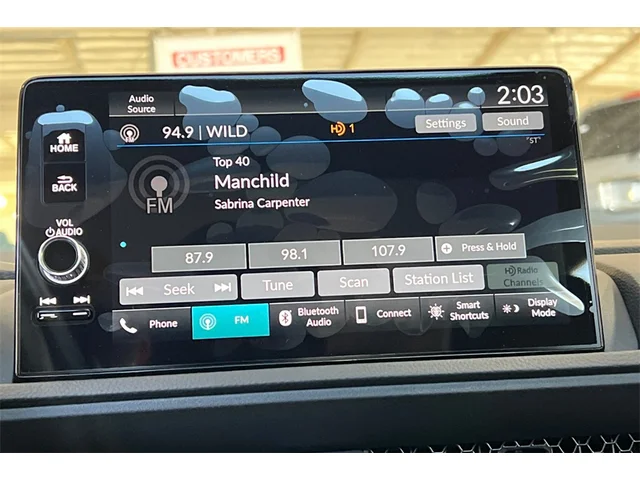 CUSTOMERS
Audio
Source
2:03
94.9 | WILD
HD 1
Settings
Sound
"ST"
HOME
BACK
VOL
AUDIO
Top 40
Manchild
Sabrina Carpenter
FM
87.9
98.1
107.9
Press & Hold
Seek
Tune
Scan
Station List
HD Radio
Channels
Phone
FM
Bluetooth
Audio
Connect
Smart
Shortcuts
Display
Mode